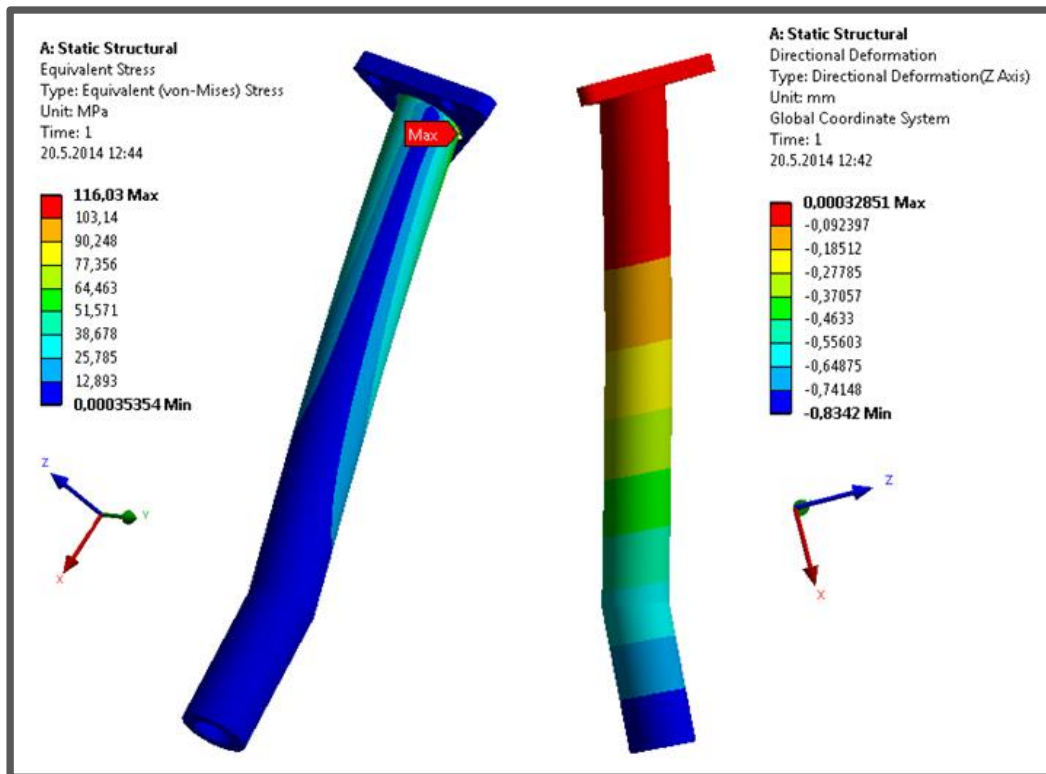 A: Static Structural
Equivalent Stress
Type: Equivalent (von-Mises) Stress
Unit: MPa
Time: 1
20.5.2014 12:44
116,03 Max
103,14
90,248
77,356
64,463
51,571
38,678
25,785
12,893
0,00035354 Min
Max
Z
Y
X
A: Static Structural
Directional Deformation
Type: Directional Deformation(Z Axis)
Unit: mm
Global Coordinate System
Time: 1
20.5.2014 12:42
0,00032851 Max
-0,092397
-0,18512
-0,27785
-0,37057
-0,4633
-0,55603
-0,64875
-0,74148
-0,8342 Min
Z
X